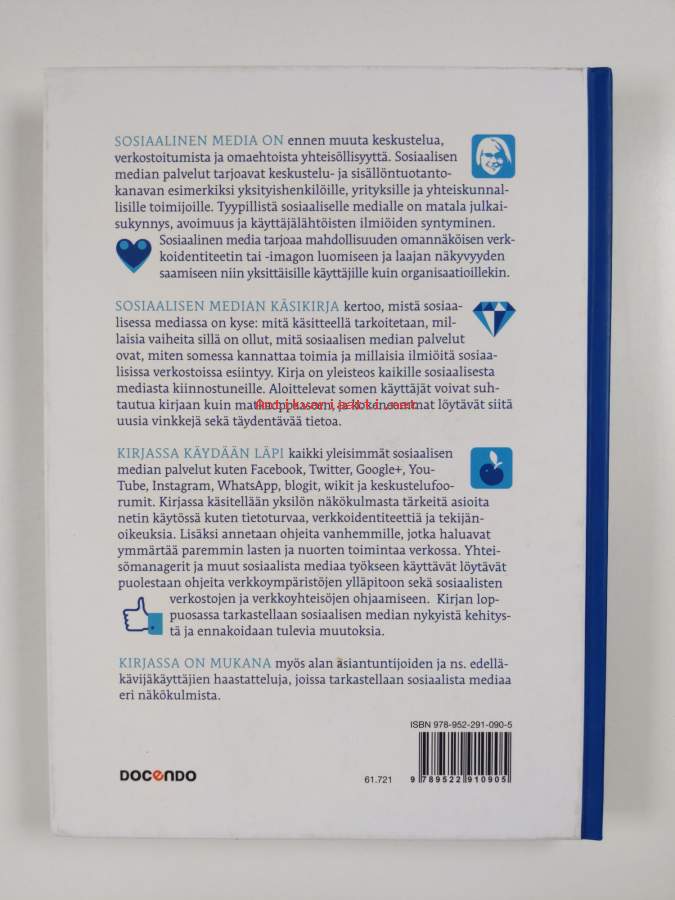 SOSIAALINEN MEDIA ON ennen muuta keskustelua,
verkostoitumista ja omaehtoista yhteisöllisyyttä. Sosiaalisen
median palvelut tarjoavat keskustelu- ja sisällöntuotanto-
kanavan esimerkiksi yksityishenkilöille, yrityksille ja yhteiskunnal-
lisille toimijoille. Tyypillistä sosiaaliselle medialle on matala julkai-
sukynnys, avoimuus ja käyttäjälähtöisten ilmiöiden syntyminen.
Sosiaalinen media tarjoaa mahdollisuuden omannäköisen verk-
koidentiteetin tai -imagon luomiseen ja laajan näkyvyyden
saamiseen niin yksittäisille käyttäjille kuin organisaatioillekin.
SOSIAALISEN MEDIAN KÄSIKIRJA kertoo, mistä sosiaa-
lisessa mediassa on kyse: mitä käsitteellä tarkoitetaan, mil-
laisia vaiheita sillä on ollut, mitä sosiaalisen median palvelut
ovat, miten somessa kannattaa toimia ja millaisia ilmiöitä sosiaa-
lisissa verkostoissa esiintyy. Kirja on yleisteos kaikille sosiaalisesta
mediasta kiinnostuneille. Aloittelevat somen käyttäjät voivat suh-
tautua kirjaan kuin ja löytävät siitä
uusia vinkkejä sekä täydentävää tietoa.
KIRJASSA KÄYDÄÄN LÄPI kaikki yleisimmät sosiaalisen
median palvelut kuten Facebook, Twitter, Google+, You-
Tube, Instagram, WhatsApp, blogit, wikit ja keskustelufoo-
rumit. Kirjassa käsitellään yksilön näkökulmasta tärkeitä asioita
netin käytössä kuten tietoturvaa, verkkoidentiteettiä ja tekijän-
oikeuksia. Lisäksi annetaan ohjeita vanhemmille, jotka haluavat
ymmärtää paremmin lasten ja nuorten toimintaa verkossa. Yhtei-
sömanagerit ja muut sosiaalista mediaa työkseen käyttävät löytävät
puolestaan ohjeita verkkoympäristöjen ylläpitoon sekä sosiaalisten
verkostojen ja verkkoyhteisöjen ohjaamiseen. Kirjan lop-
puosassa tarkastellaan sosiaalisen median nykyistä kehitys-
tä ja ennakoidaan tulevia muutoksia.
KIRJASSA ON MUKANA myös alan asiantuntijoiden ja ns. edellä-
kävijäkäyttäjien haastatteluja, joissa tarkastellaan sosiaalista mediaa
eri näkökulmista.
ISBN 978-952-291-090-5
DOCENDO
61.721
9 789522 910905